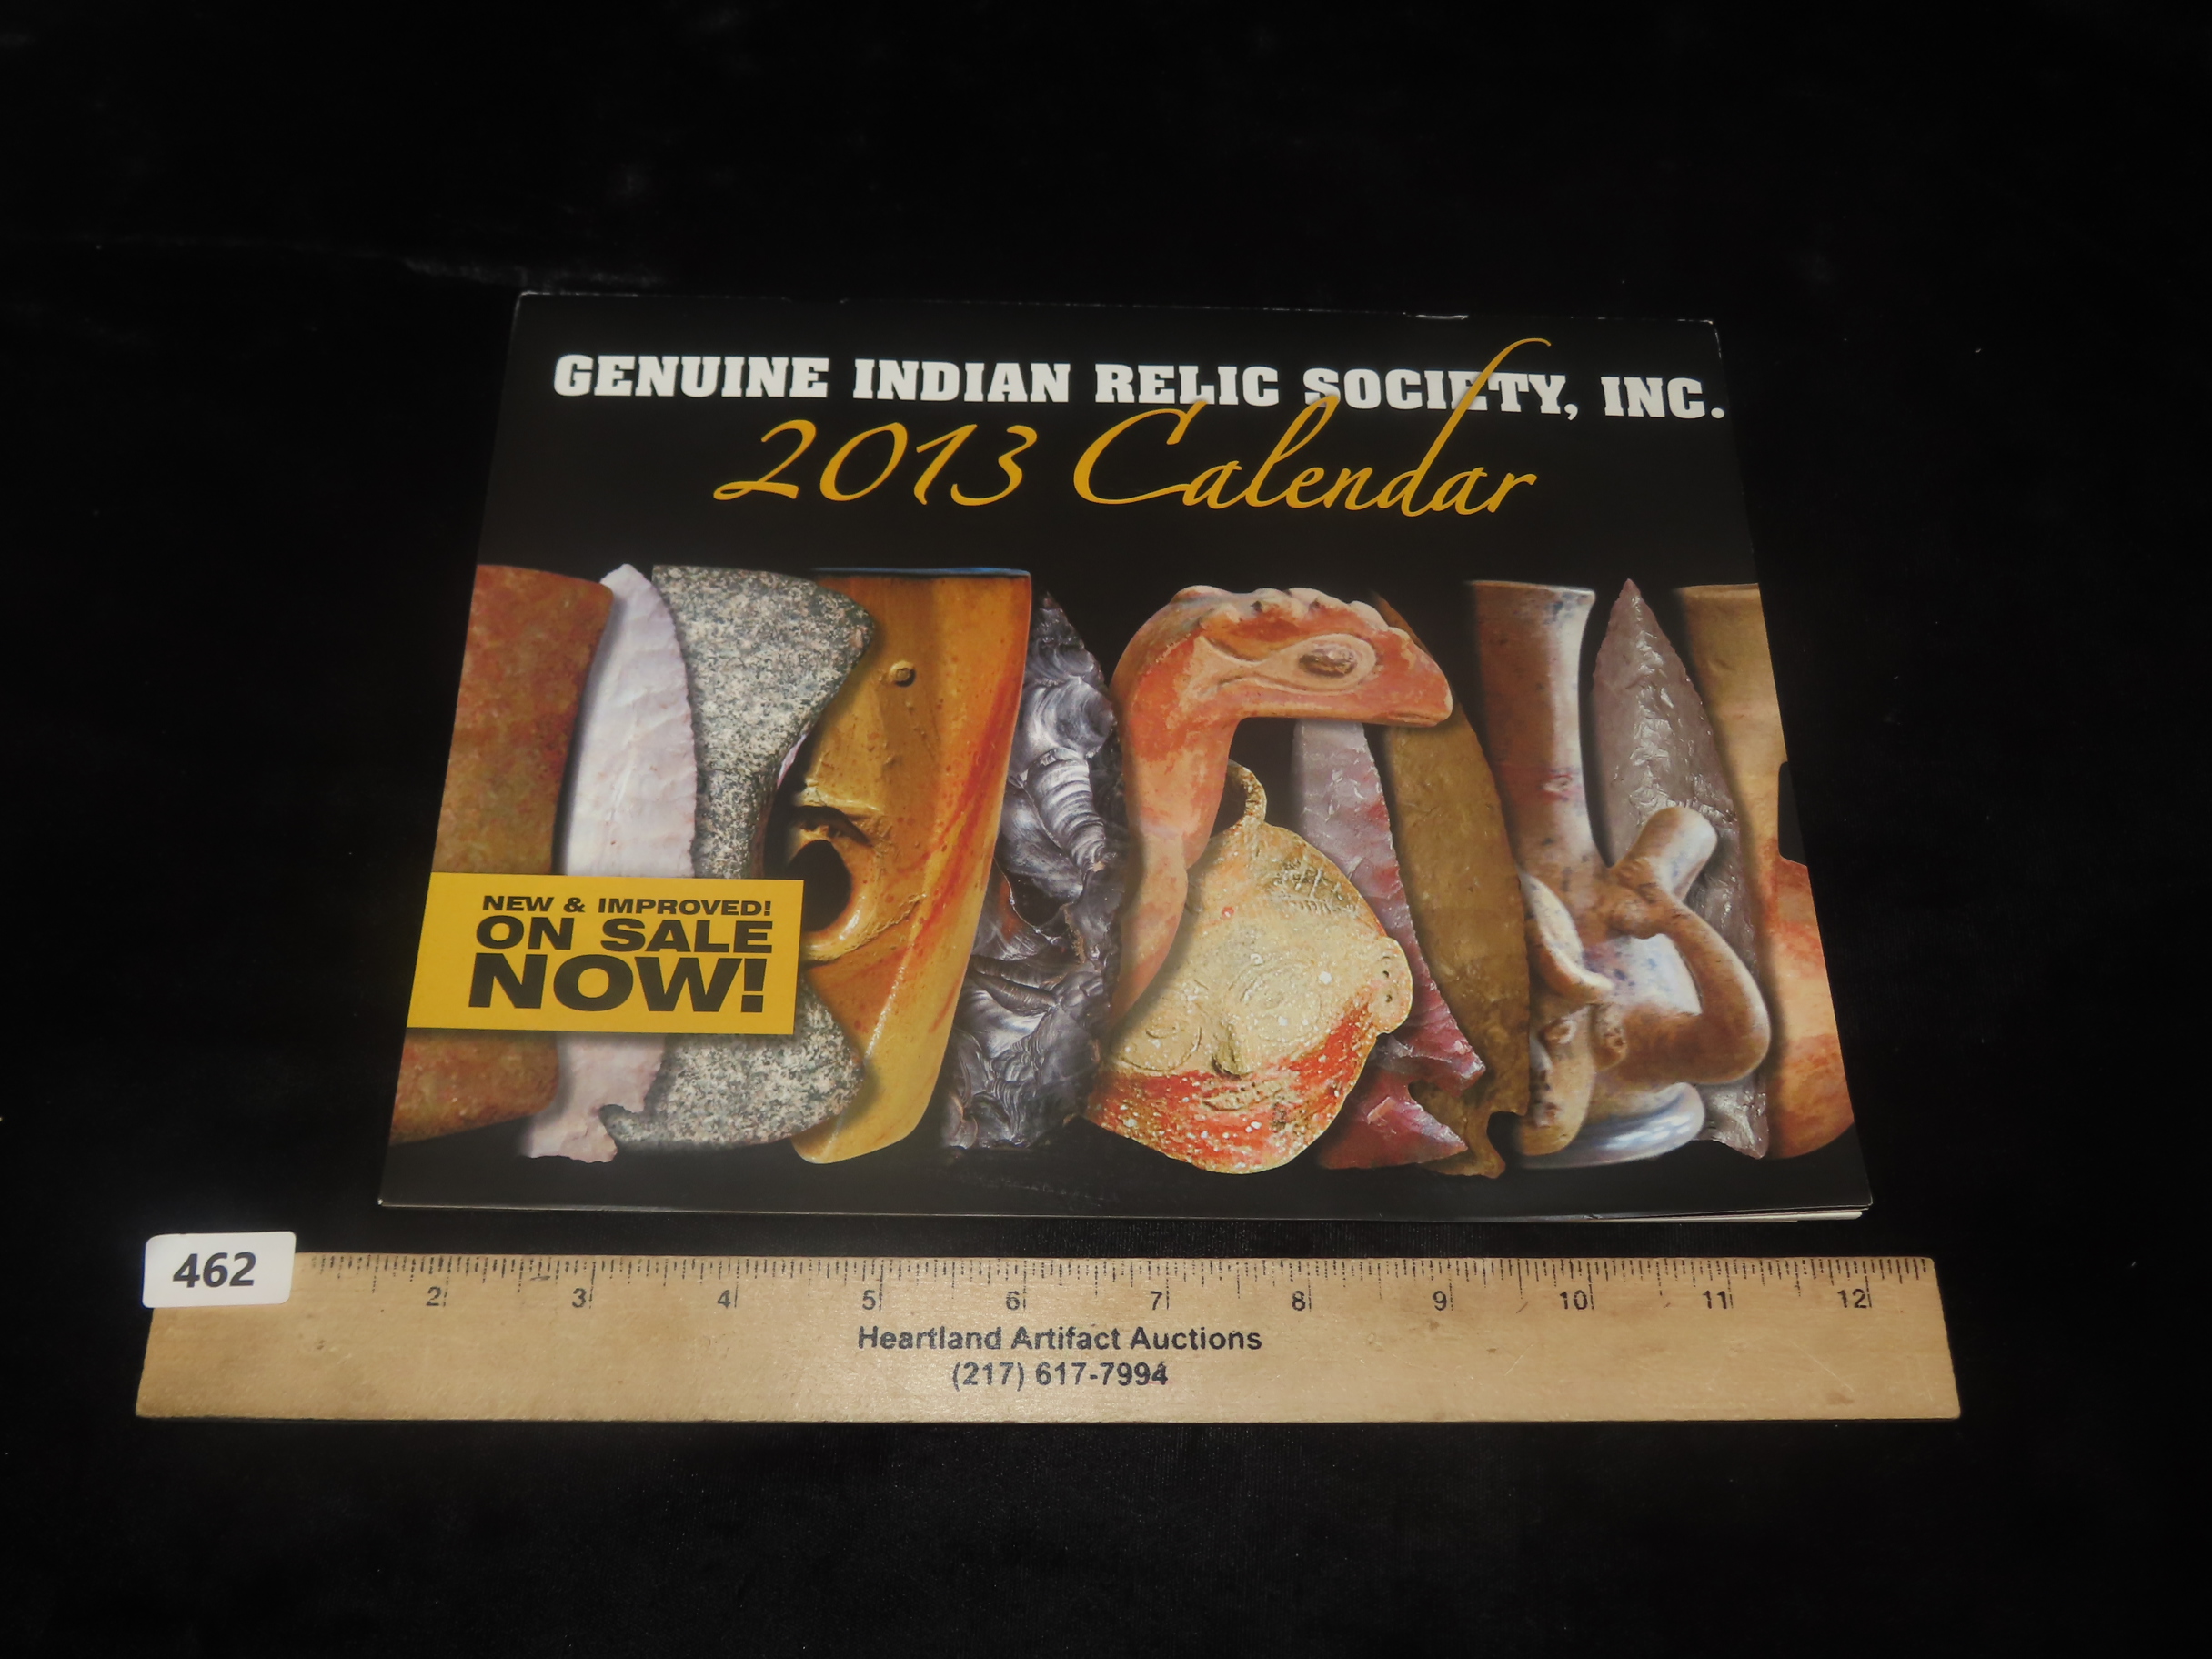 GENUINE INDIAN RELIC SOCIETY, INC.
2013 Calendar
NEW & IMPROVED!
ON SALE
NOW!
462
2 3 4 5 6 7 8 9 10 11 12
Heartland Artifact Auctions
(217) 617-7994